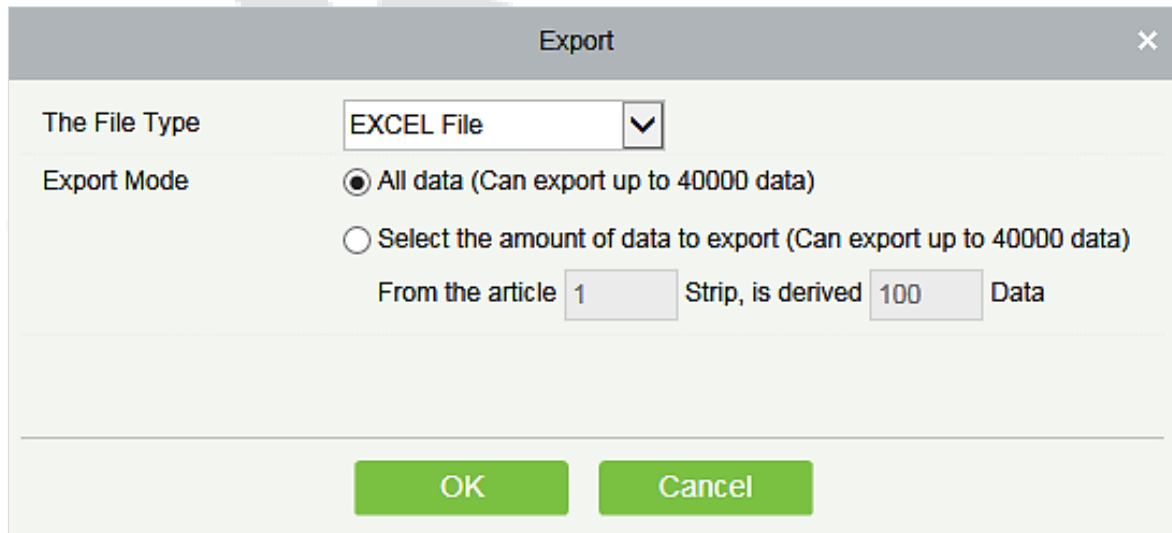 Export
The File Type EXCEL File
Export Mode All data (Can export up to 40000 data)
Select the amount of data to export (Can export up to 40000 data)
From the article 1 Strip, is derived 100 Data
OK Cancel